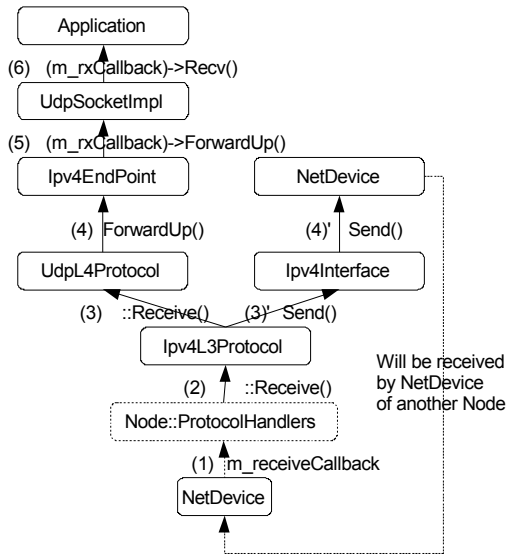 Application
(6) (m_rxCallback)->Recv()
UdpSocketImpl
(5) (m_rxCallback)->ForwardUp()
Ipv4EndPoint
NetDevice
(4) ForwardUp()
(4)' Send()
UdpL4Protocol
Ipv4Interface
(3) ::Receive()
(3)' Send()
Ipv4L3Protocol
Will be received
by NetDevice
of another Node
(2) ::Receive()
Node::ProtocolHandlers
(1) m_receiveCallback
NetDevice